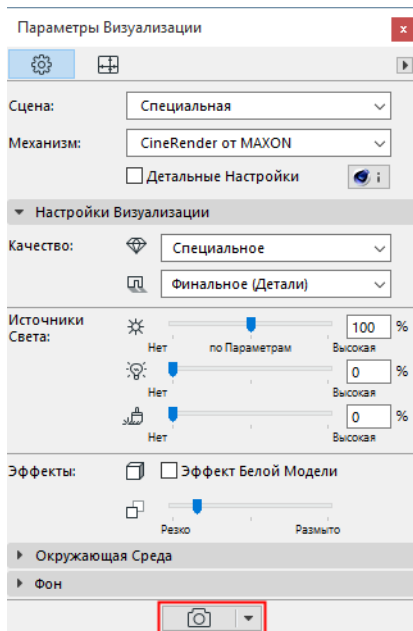 Параметры Визуализации
Сцена: Специальная
Механизм: CineRender от MAXON
Детальные Настройки i
Настройки Визуализации
Качество: Специальное
Финальное (Детали)
Источники Света: 100 %
Нет по Параметрам Высокая
0 %
Нет Высокая
0 %
Нет Высокая
Эффекты: Эффект Белой Модели
Резко Размыто
Окружающая Среда
Фон